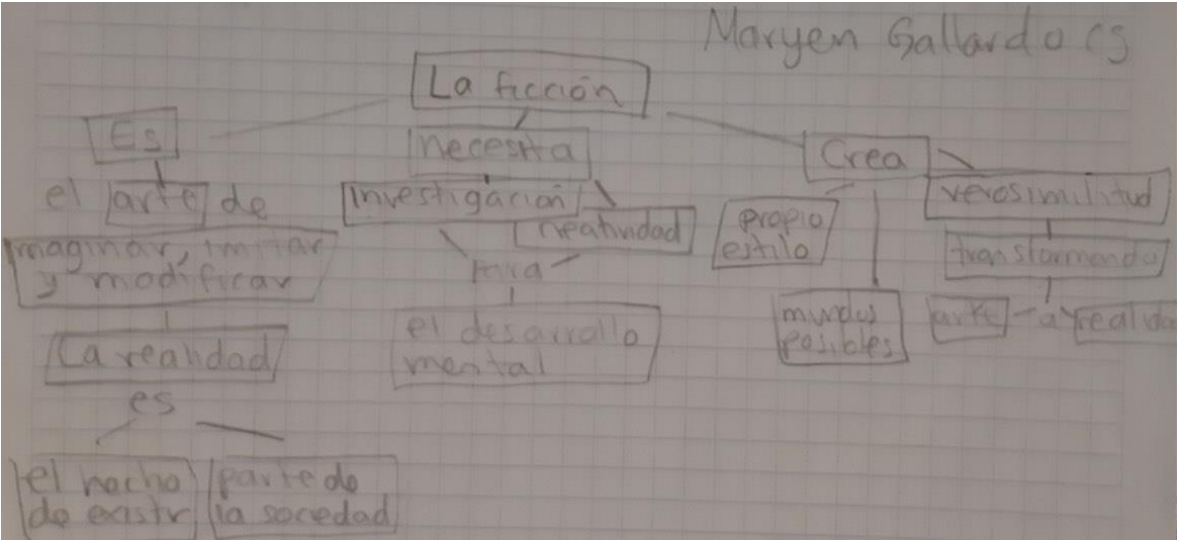 Maryen Gallardo CS
La ficción
Es
necesita
Crea
el arte de
imaginar, imitar
y modificar
La realidad
es
el hecho
de existir
parte de
la sociedad
investigación
creatividad
para
el desarrollo
mental
propio
estilo
mundos
posibles
verosimilitud
transformando
arte - a realidad